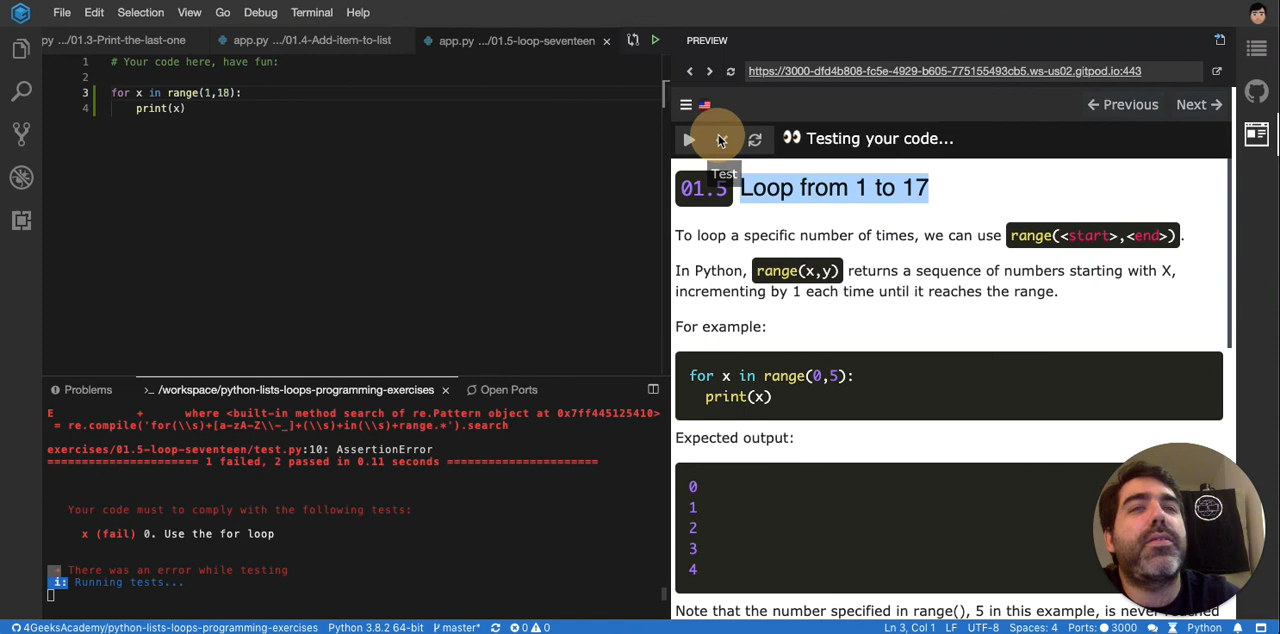 File Edit Selection View Go Debug Terminal Help
py .../01.3-Print-the-last-one
app.py .../01.4-Add-item-to-list
app.py .../01.5-loop-seventeen
1 # Your code here, have fun:
2
3 for x in range(1,18):
4 print(x)
Problems
>_ /workspace/python-lists-loops-programming-exercises
Open Ports
E + where <built-in method search of re.Pattern object at 0x7ff445125410>
= re.compile('for(\\s)+[a-zA-Z\\-_]+(\\s)+in(\\s)+range.*').search
exercises/01.5-loop-seventeen/test.py:10: AssertionError
====================== 1 failed, 2 passed in 0.11 seconds ======================
Your code must to comply with the following tests:
x (fail) 0. Use the for loop
There was an error while testing
i: Running tests...
PREVIEW
https://3000-dfd4b808-fc5e-4929-b605-775155493cb5.ws-us02.gitpod.io:443
← Previous Next →
Testing your code...
Test
01.5 Loop from 1 to 17
To loop a specific number of times, we can use range(<start>,<end>).
In Python, range(x,y) returns a sequence of numbers starting with X,
incrementing by 1 each time until it reaches the range.
For example:
for x in range(0,5):
print(x)
Expected output:
0
1
2
3
4
Note that the number specified in range(), 5 in this example, is never reached
4GeeksAcademy/python-lists-loops-programming-exercises Python 3.8.2 64-bit master* 0 0 Ln 3, Col 1 LF UTF-8 Spaces: 4 Ports: 3000 Python